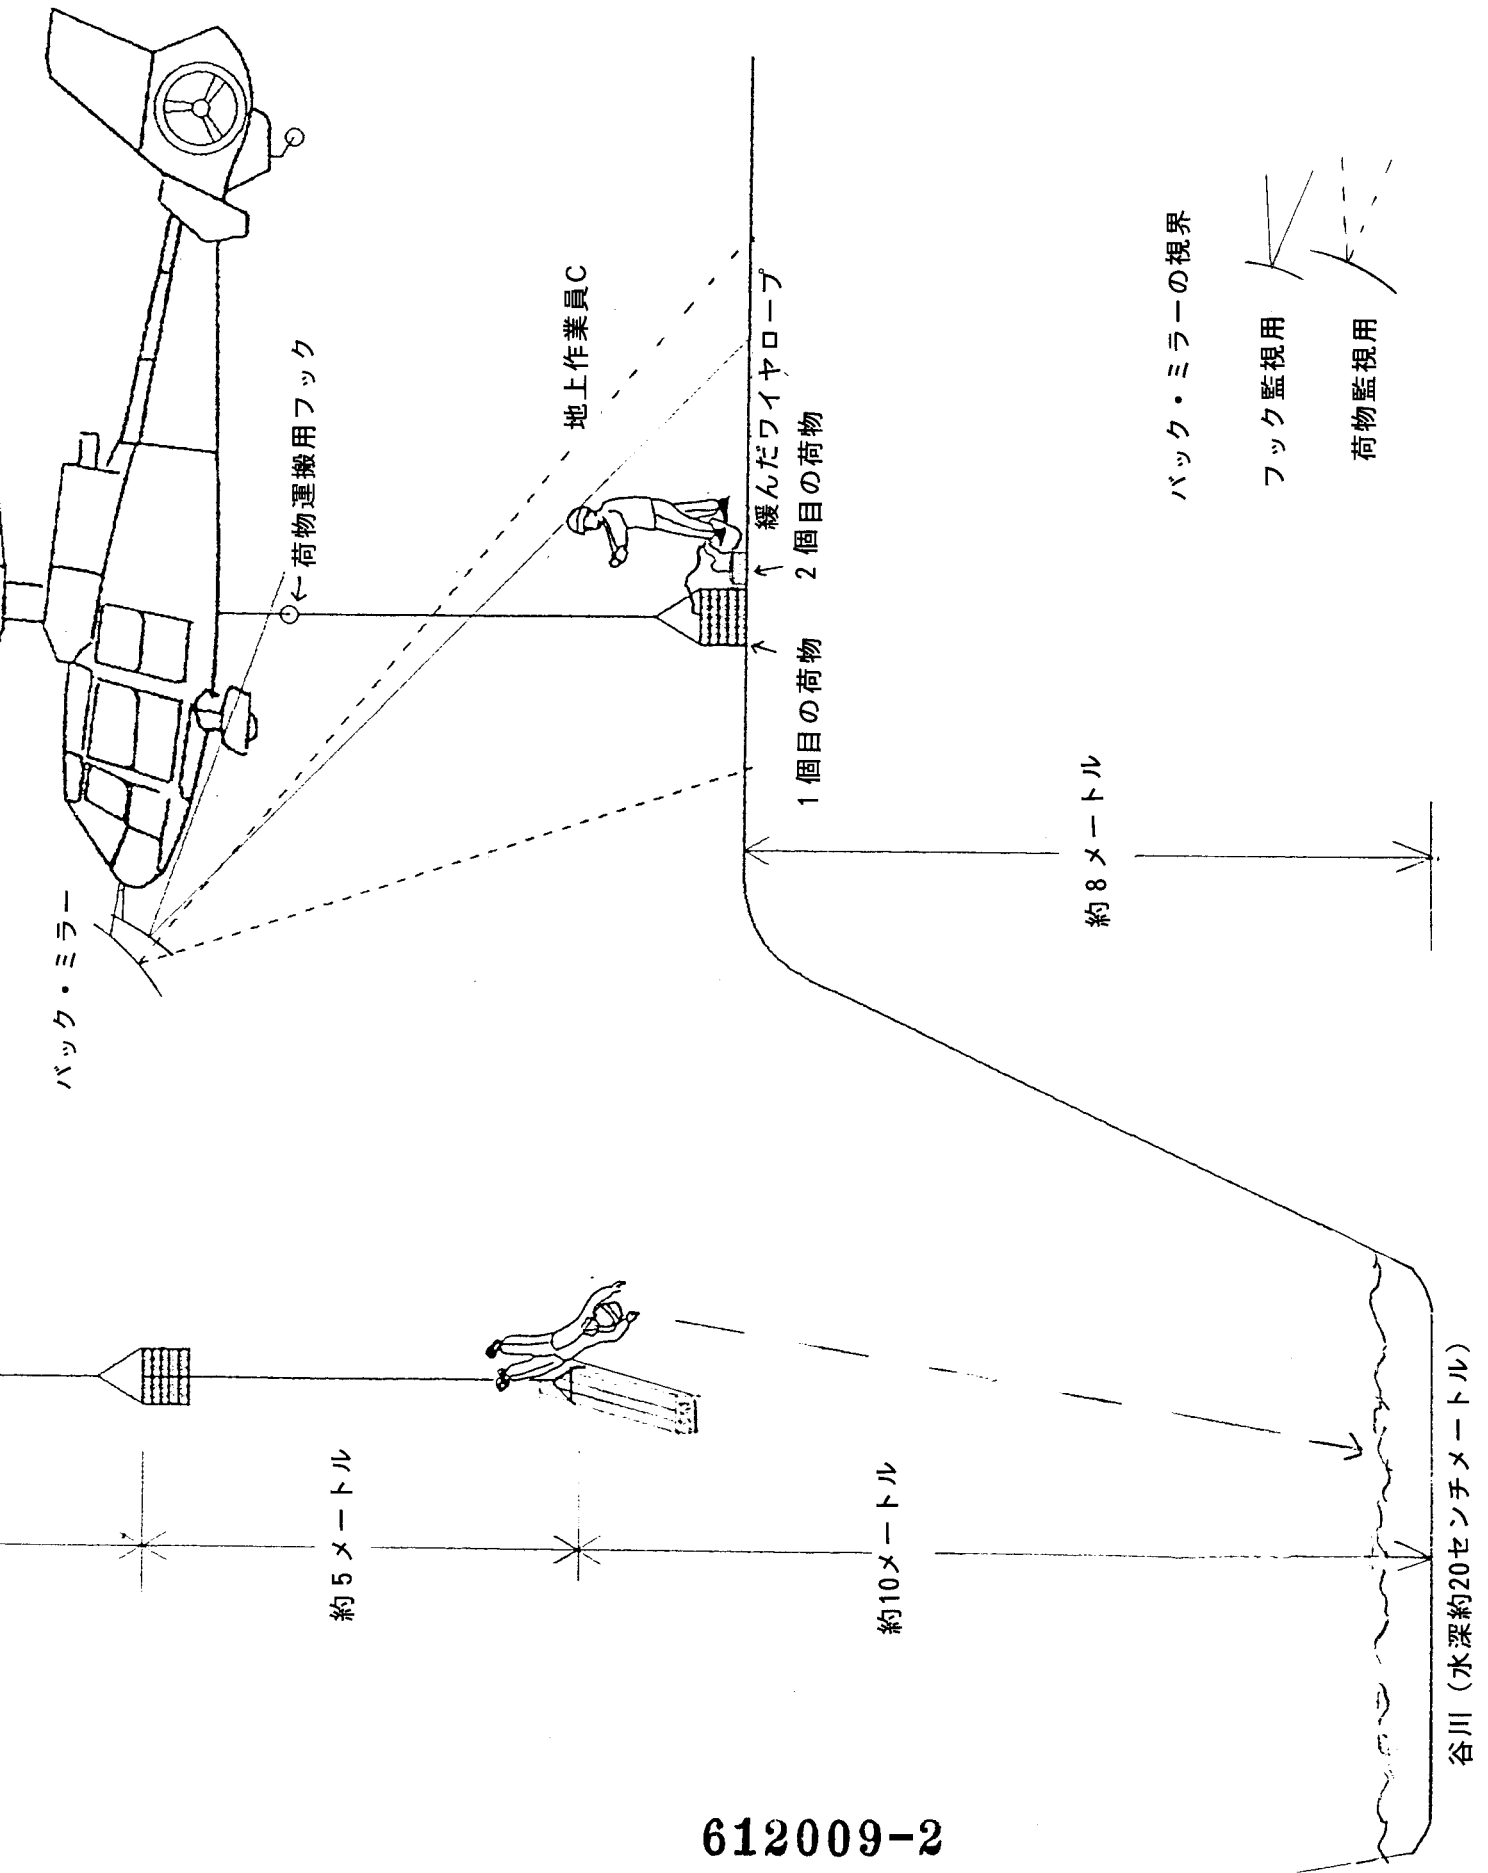 バック・ミラー
←荷物運搬用フック
地上作業員C
緩んだワイヤロープ
1個目の荷物
2個目の荷物
約8メートル
約5メートル
約10メートル
谷川（水深約20センチメートル）
バック・ミラーの視界
フック監視用
荷物監視用
612009-2